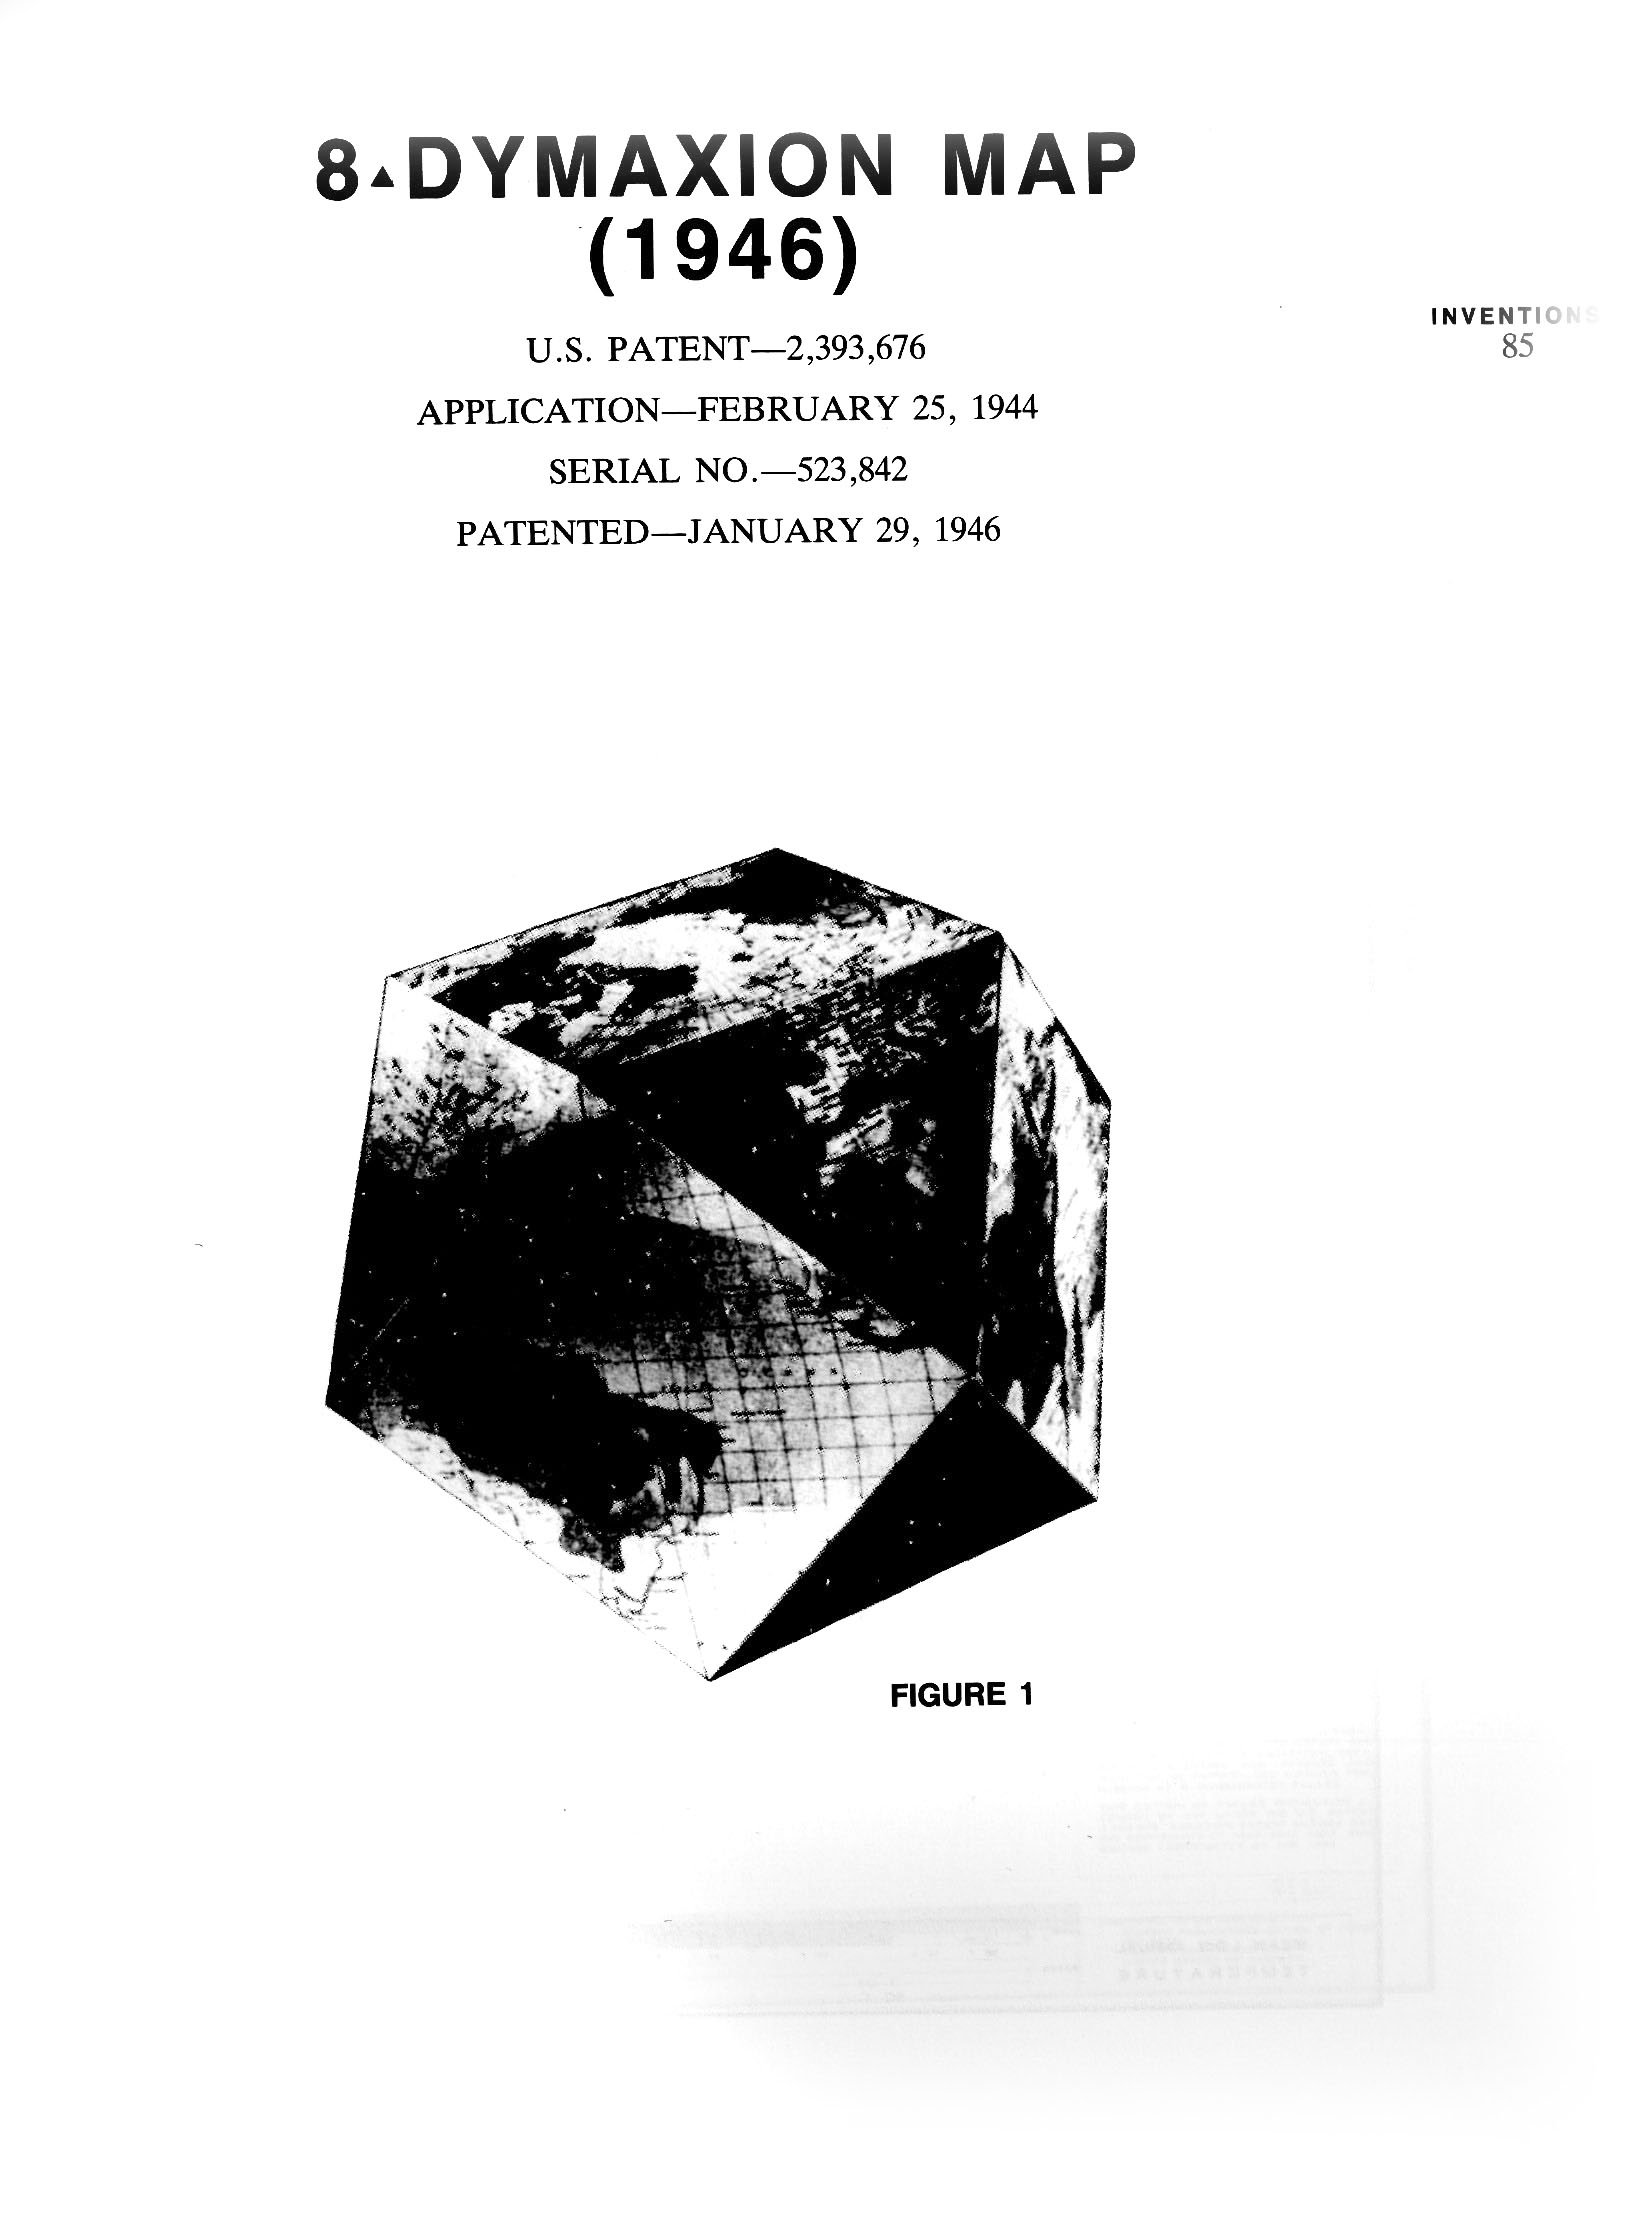 8▲DYMAXION MAP
(1946)
INVENTIONS
85
U.S. PATENT—2,393,676
APPLICATION—FEBRUARY 25, 1944
SERIAL NO.—523,842
PATENTED—JANUARY 29, 1946
FIGURE 1
TEMPERATURE